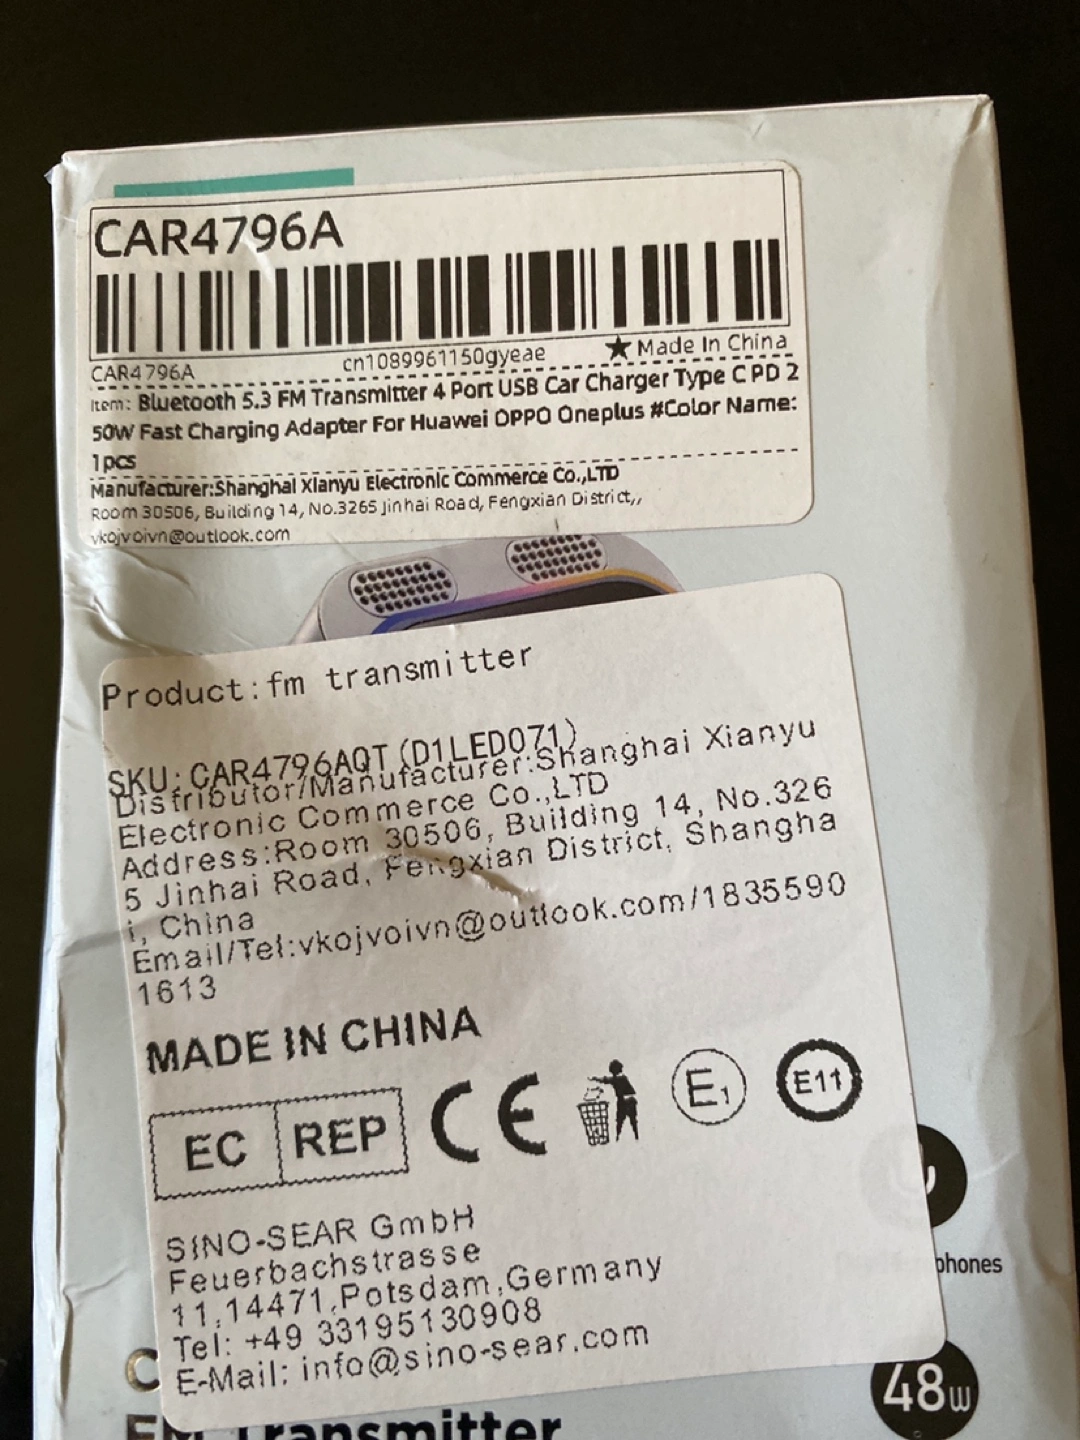 CAR4796A
CAR4796A cn1089961150gyeae ★ Made In China
Item: Bluetooth 5.3 FM Transmitter 4 Port USB Car Charger Type C PD 2
50W Fast Charging Adapter For Huawei OPPO Oneplus #Color Name:
1pcs
Manufacturer:Shanghai Xianyu Electronic Commerce Co.,LTD
Room 30506, Building 14, No.3265 Jinhai Road, Fengxian District,,
vkojvoivn@outlook.com
Product:fm transmitter
SKU:CAR4796AQT (D1LED071)
Distributor/Manufacturer:Shanghai Xianyu
Electronic Commerce Co.,LTD
Address:Room 30506, Building 14, No.326
5 Jinhai Road, Fengxian District, Shangha
i, China
Email/Tel:vkojvoivn@outlook.com/1835590
1613
MADE IN CHINA
EC REP CE E1 E11
SINO-SEAR GmbH
Feuerbachstrasse
11,14471,Potsdam,Germany
Tel: +49 33195130908
E-Mail: info@sino-sear.com
phones
48w
FM Transmitter